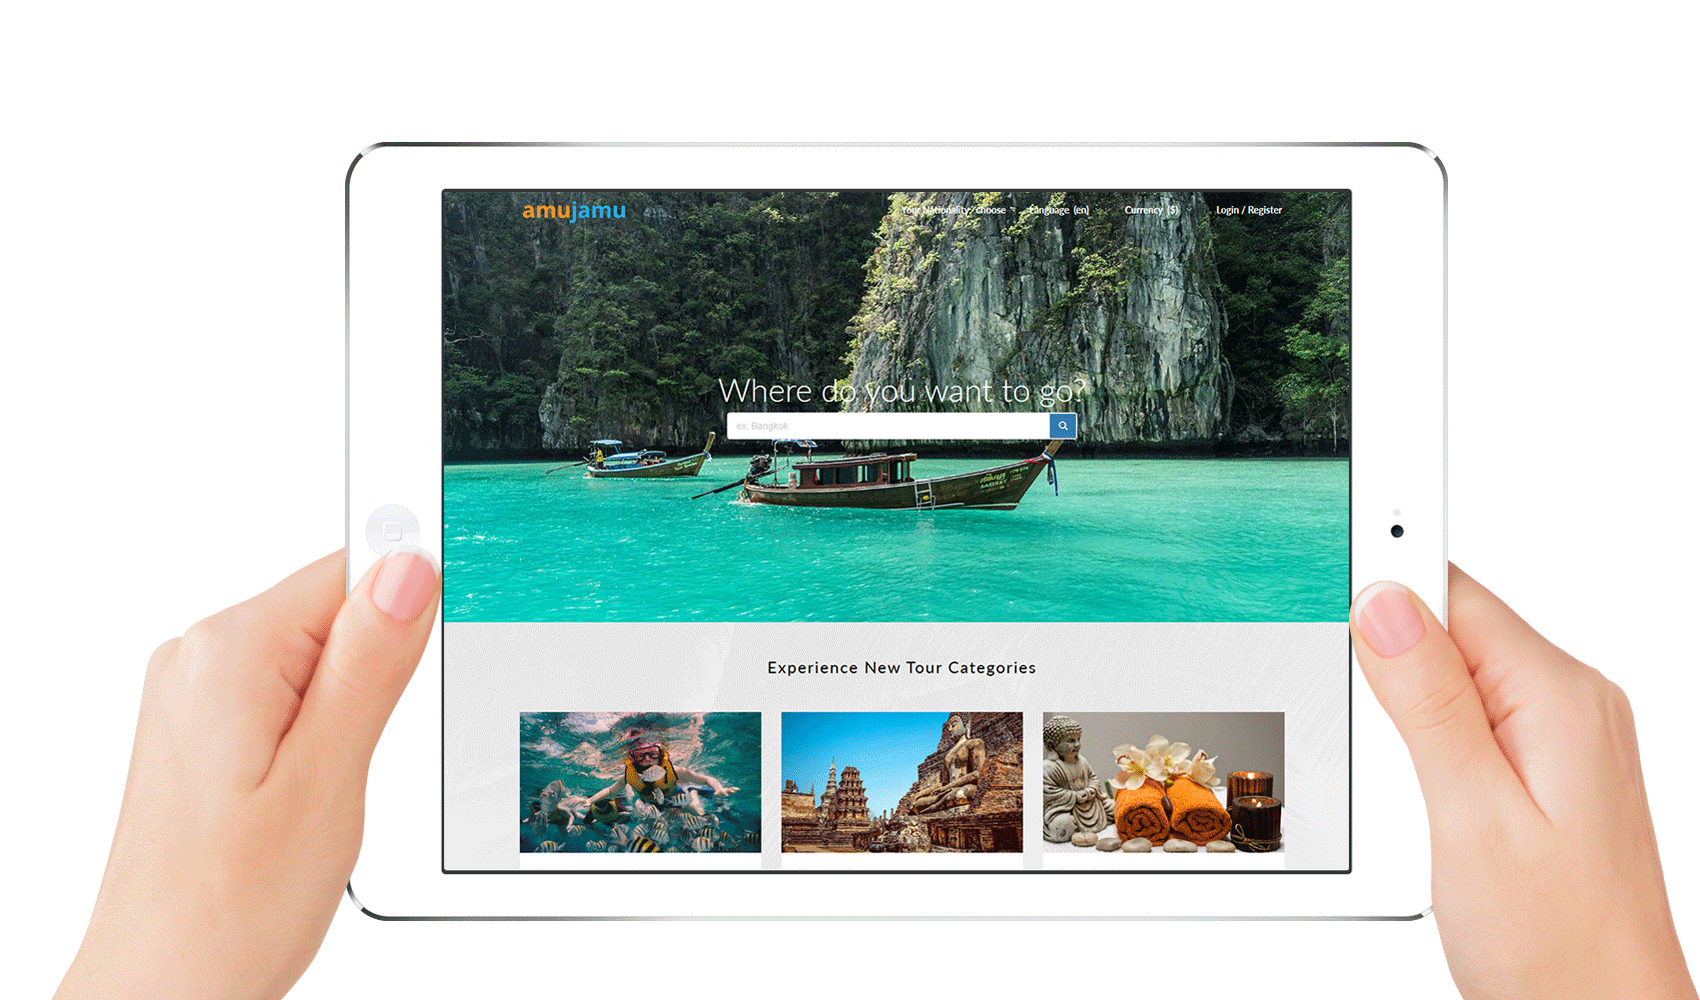 amujamu
Your Nationality: choose
Language (en)
Currency ($)
Login / Register
Where do you want to go?
ex: Bangkok
Experience New Tour Categories